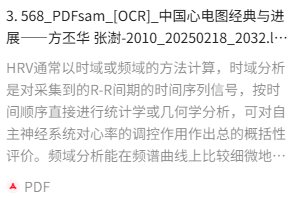 3. 568_PDFsam_[OCR]_中国心电图经典与进
展——方丕华 张澍-2010_20250218_2032.l…
HRV通常以时域或频域的方法计算，时域分析
是对采集到的R-R间期的时间序列信号，按时
间顺序直接进行统计学或几何学分析，可对自
主神经系统对心率的调控作用作出总的概括性
评价。频域分析能在频谱曲线上比较细微地…
PDF